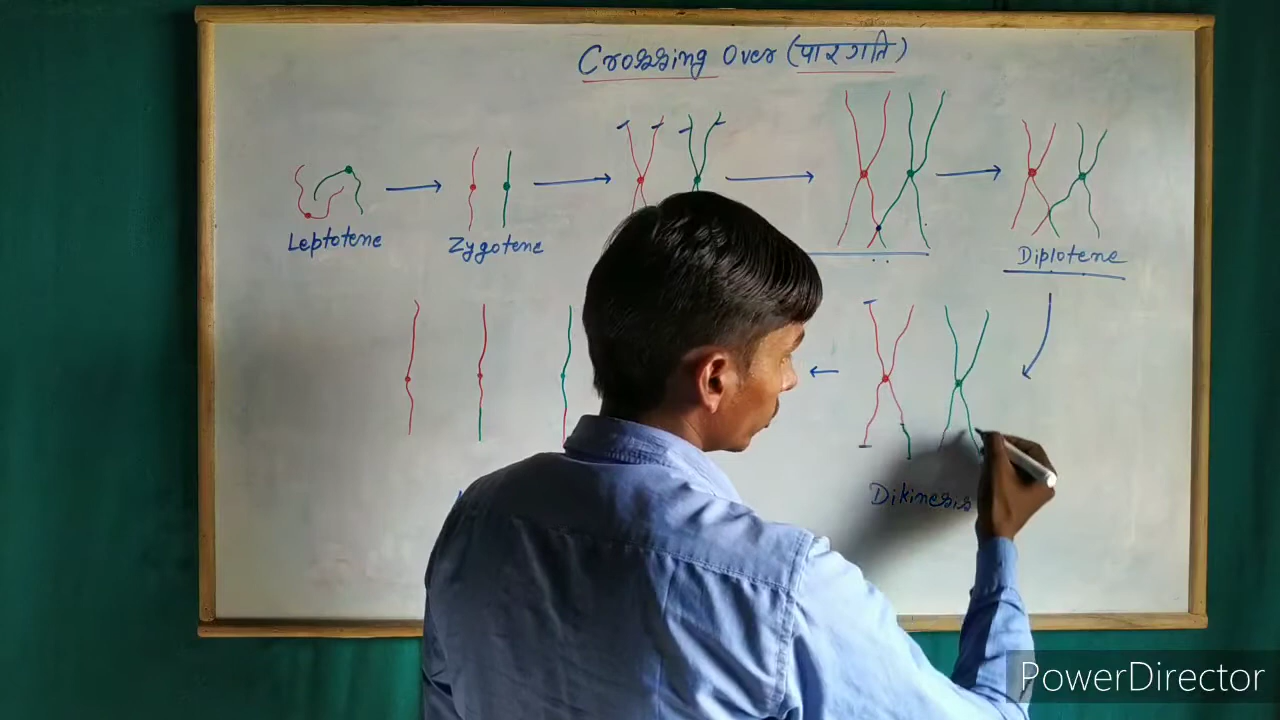 Crossing Over (पारगति)
Leptotene
Zygotene
Diplotene
Dikinesis
PowerDirector